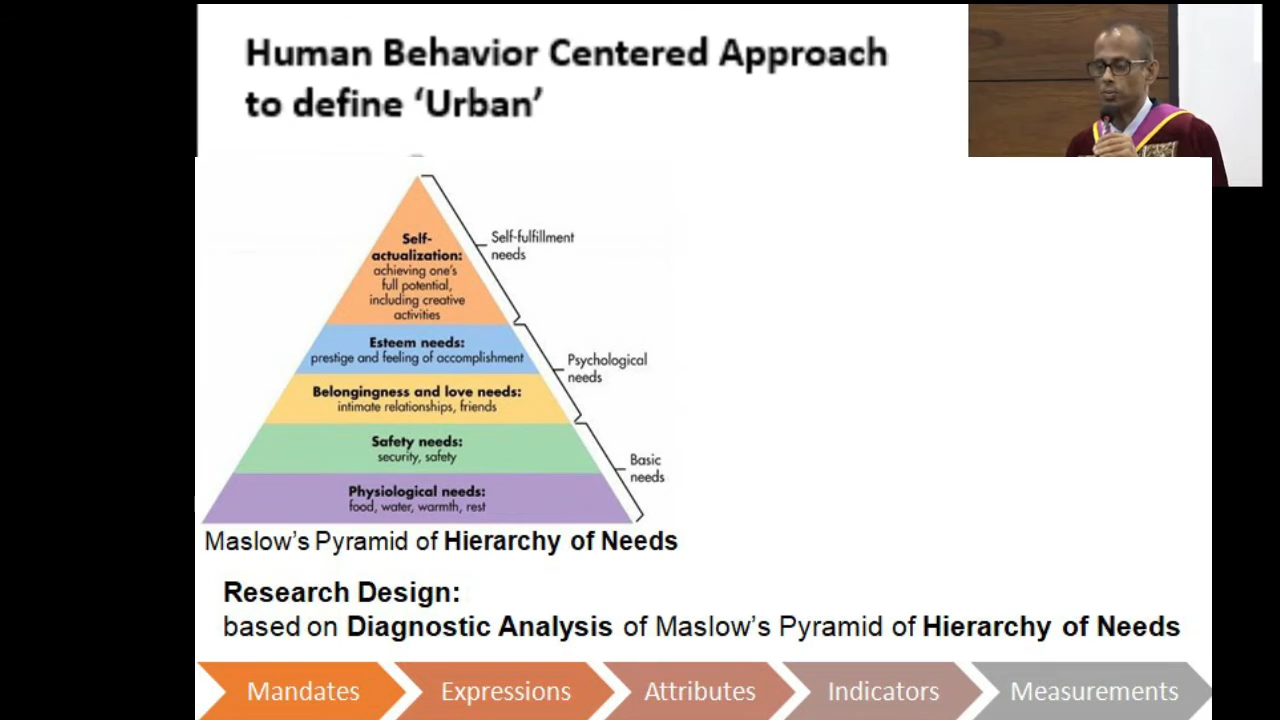 Human Behavior Centered Approach
to define ‘Urban’
Self-
actualization:
achieving one's
full potential,
including creative
activities
Self-fulfillment
needs
Esteem needs:
prestige and feeling of accomplishment
Psychological
needs
Belongingness and love needs:
intimate relationships, friends
Safety needs:
security, safety
Basic
needs
Physiological needs:
food, water, warmth, rest
Maslow's Pyramid of Hierarchy of Needs
Research Design:
based on Diagnostic Analysis of Maslow's Pyramid of Hierarchy of Needs
Mandates
Expressions
Attributes
Indicators
Measurements